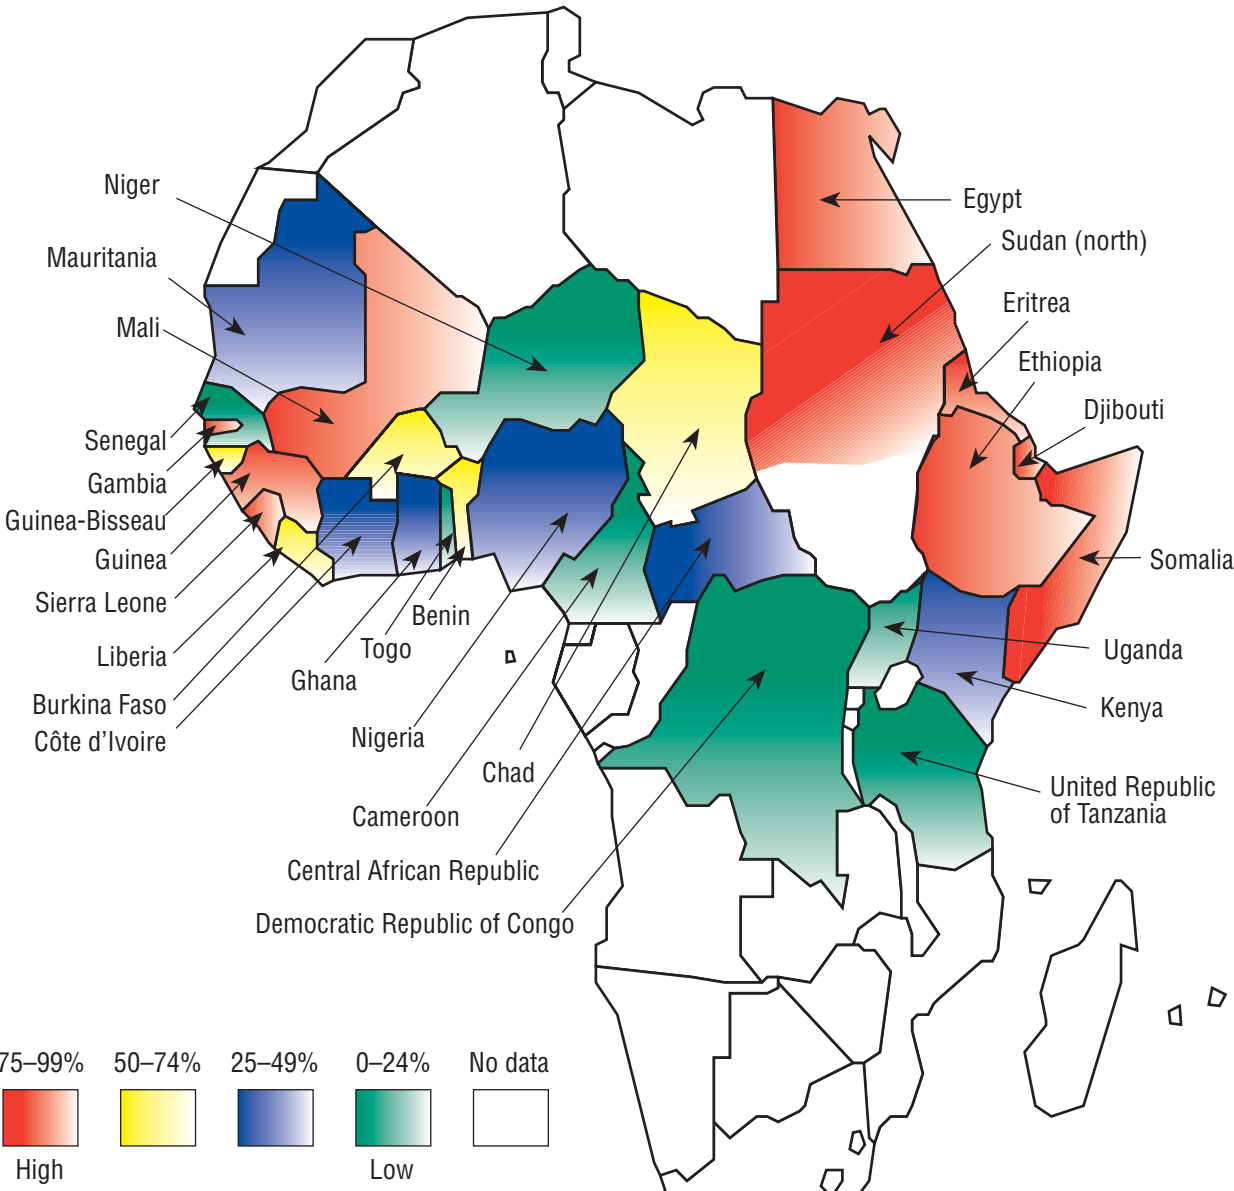 Niger
Mauritania
Mali
Senegal
Gambia
Guinea-Bisseau
Guinea
Sierra Leone
Liberia
Burkina Faso
Côte d'Ivoire
Benin
Togo
Ghana
Nigeria
Chad
Cameroon
Central African Republic
Democratic Republic of Congo
Egypt
Sudan (north)
Eritrea
Ethiopia
Djibouti
Somalia
Uganda
Kenya
United Republic
of Tanzania
75–99%
50–74%
25–49%
0–24%
No data
High
Low